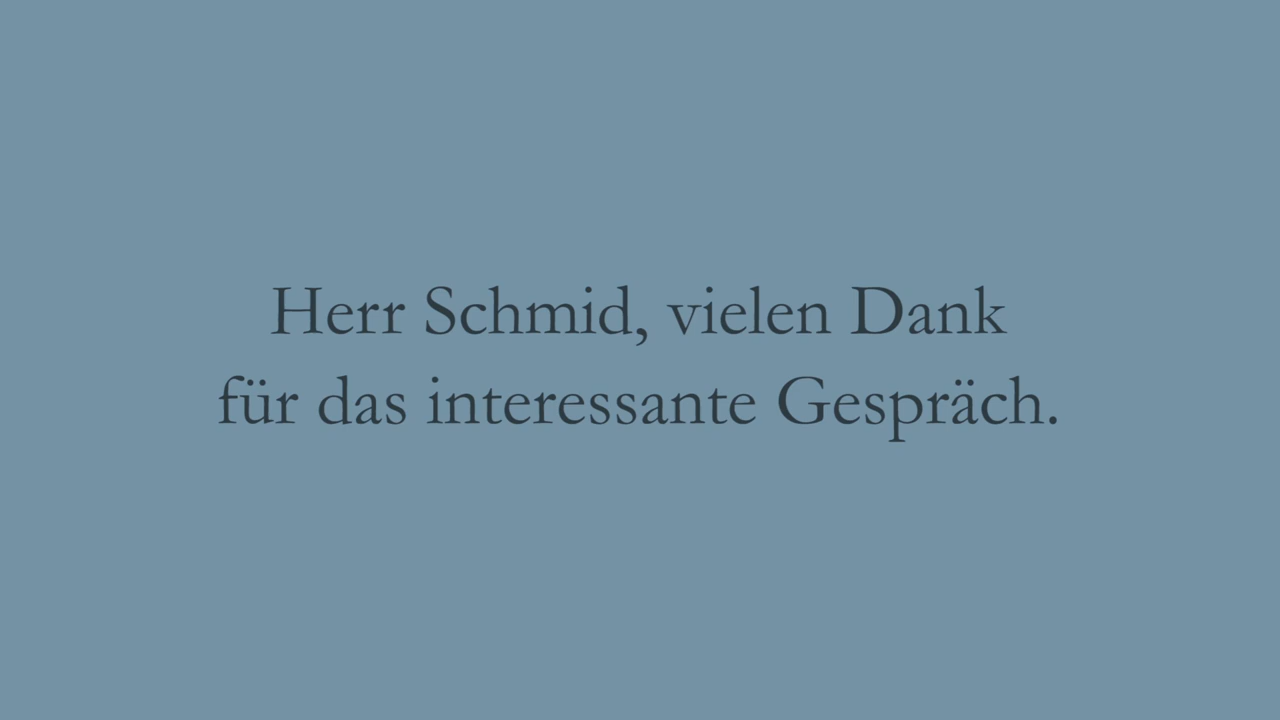 Herr Schmid, vielen Dank
für das interessante Gespräch.